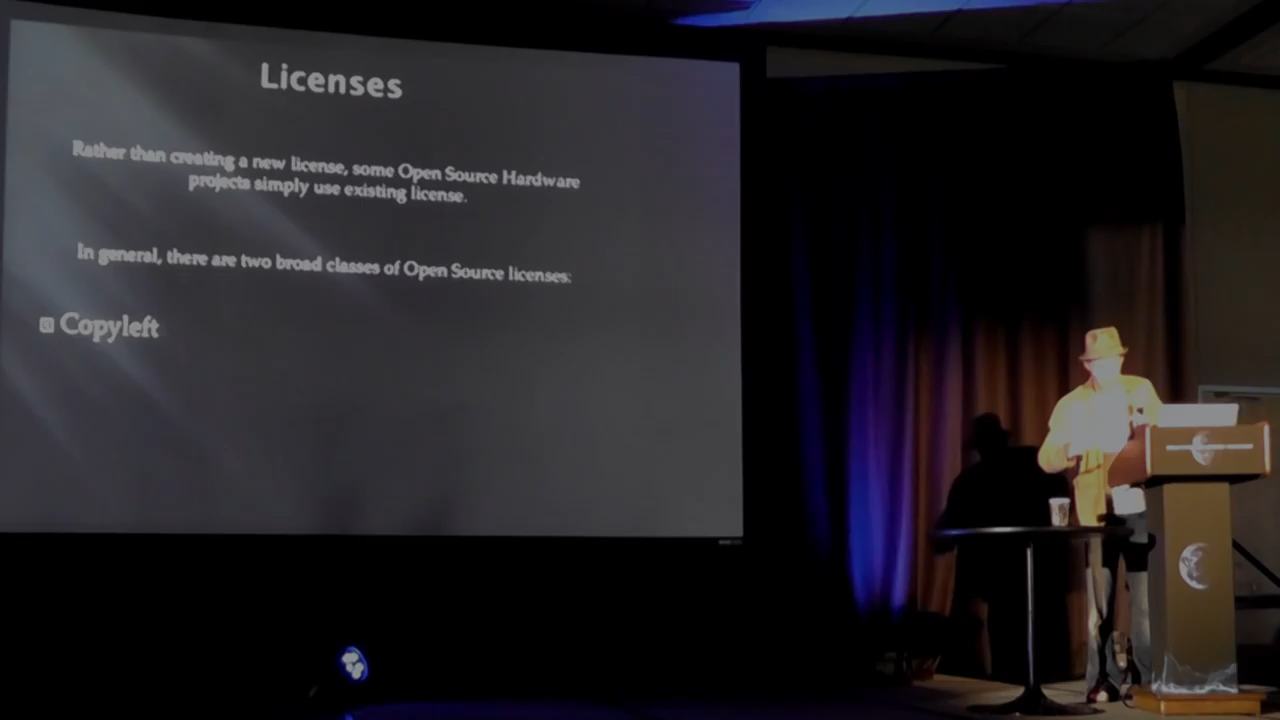 Licenses
Rather than creating a new license, some Open Source Hardware
projects simply use existing license.
In general, there are two broad classes of Open Source licenses:
Copyleft